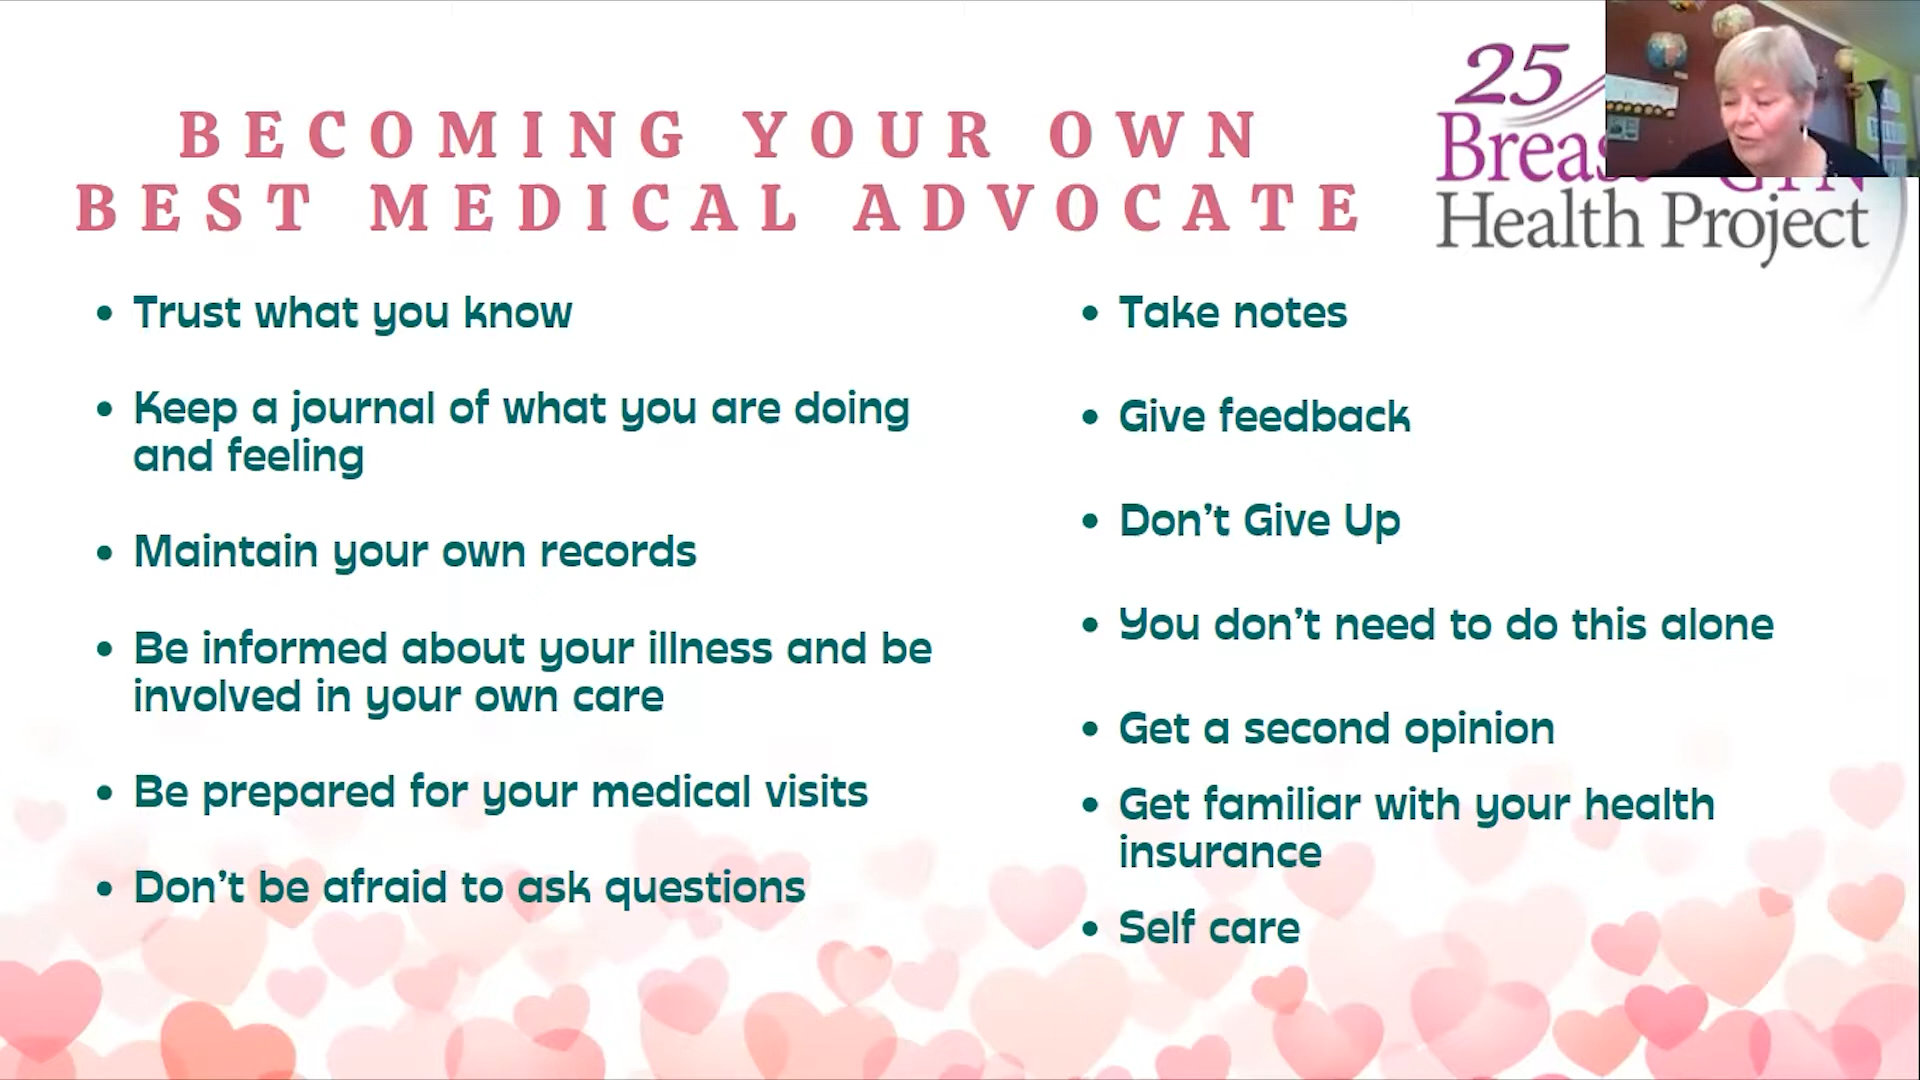 BECOMING YOUR OWN
BEST MEDICAL ADVOCATE
25
Health Project
• Trust what you know
• Keep a journal of what you are doing
and feeling
• Maintain your own records
• Be informed about your illness and be
involved in your own care
• Be prepared for your medical visits
• Don't be afraid to ask questions
• Take notes
• Give feedback
• Don't Give Up
• You don't need to do this alone
• Get a second opinion
• Get familiar with your health
insurance
• Self care